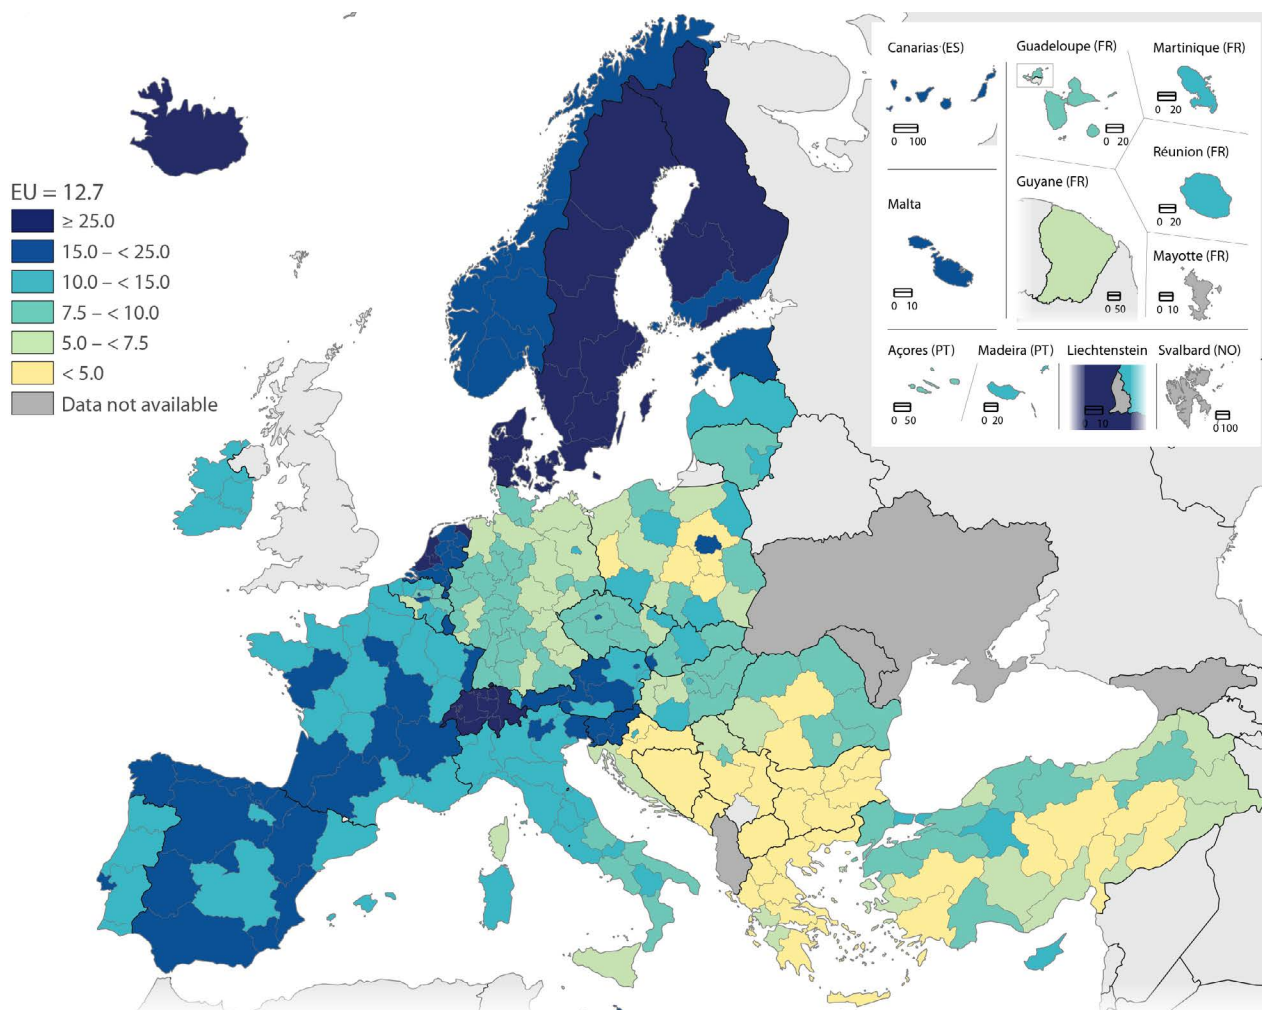 EU = 12.7
≥ 25.0
15.0 – < 25.0
10.0 – < 15.0
7.5 – < 10.0
5.0 – < 7.5
< 5.0
Data not available
Canarias (ES)
0 100
Guadeloupe (FR)
0 20
Martinique (FR)
0 20
Malta
0 10
Guyane (FR)
0 50
Réunion (FR)
0 20
Mayotte (FR)
0 10
Açores (PT)
0 50
Madeira (PT)
0 20
Liechtenstein
0 10
Svalbard (NO)
0 100